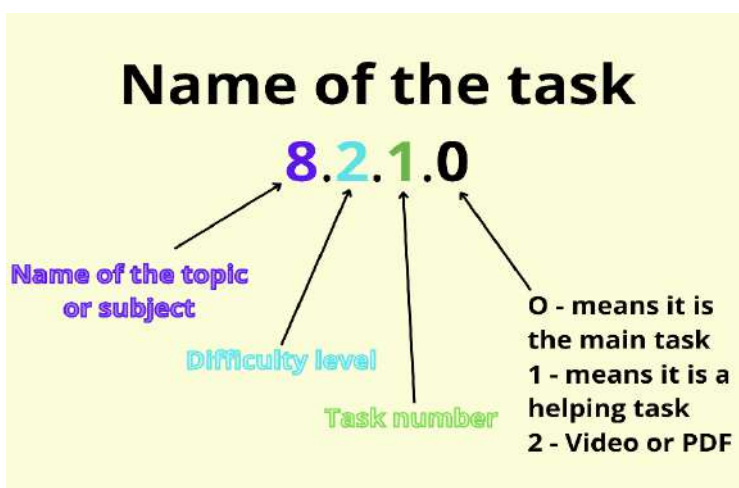 Name of the task
8.2.1.0
Name of the topic
or subject
Difficulty level
Task number
O - means it is
the main task
1 - means it is a
helping task
2 - Video or PDF